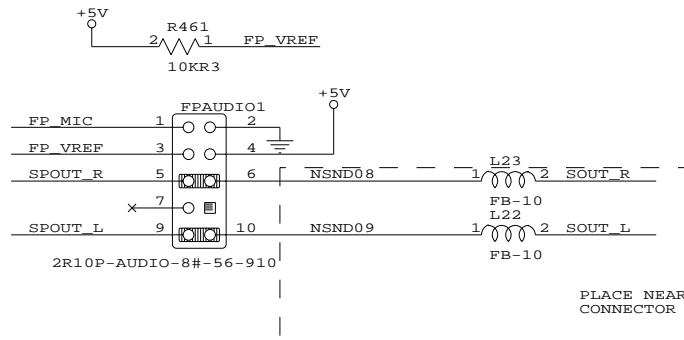 +5V
R461
2 1 FP_VREF
10KR3
+5V
FPAUDIO1
FP_MIC 1 2
FP_VREF 3 4
L23
SPOUT_R 5 6 NSND08 1 2 SOUT_R
FB-10
7
L22
SPOUT_L 9 10 NSND09 1 2 SOUT_L
FB-10
2R10P-AUDIO-8#-56-910
PLACE NEAR
CONNECTOR